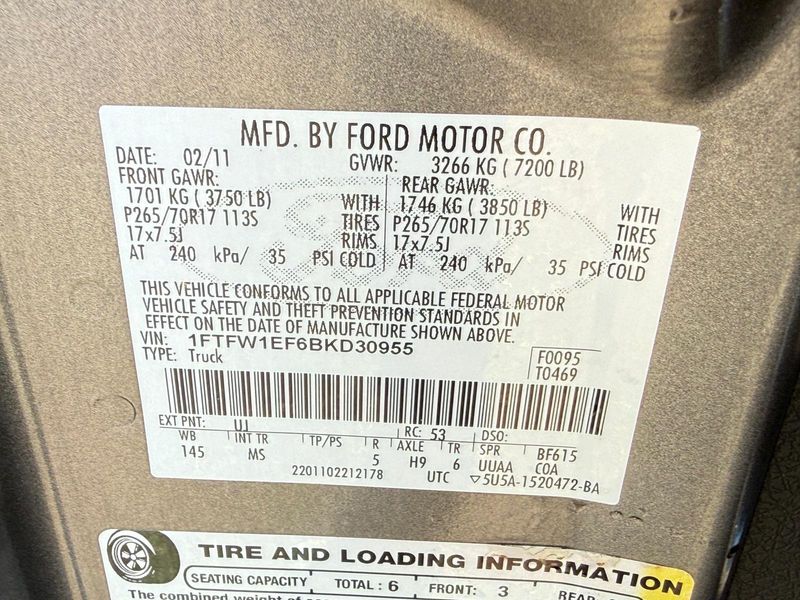 MFD. BY FORD MOTOR CO.
DATE: 02/11 GVWR: 3266 KG ( 7200 LB)
FRONT GAWR: REAR GAWR:
1701 KG ( 3750 LB) WITH 1746 KG ( 3850 LB) WITH
P265/70R17 113S TIRES P265/70R17 113S TIRES
17x7.5J RIMS 17x7.5J RIMS
AT 240 kPa/ 35 PSI COLD AT 240 kPa/ 35 PSI COLD
THIS VEHICLE CONFORMS TO ALL APPLICABLE FEDERAL MOTOR
VEHICLE SAFETY AND THEFT PREVENTION STANDARDS IN
EFFECT ON THE DATE OF MANUFACTURE SHOWN ABOVE.
VIN: 1FTFW1EF6BKD30955
TYPE: Truck
F0095
T0469
EXT PNT: UJ RC: 53 DSO:
WB INT TR TP/PS R AXLE TR SPR BF615
145 MS 5 H9 6 UUAA COA
2201102212178 UTC ▽5U5A-1520472-BA
TIRE AND LOADING INFORMATION
SEATING CAPACITY TOTAL : 6 FRONT: 3 REAR
The combined weight of